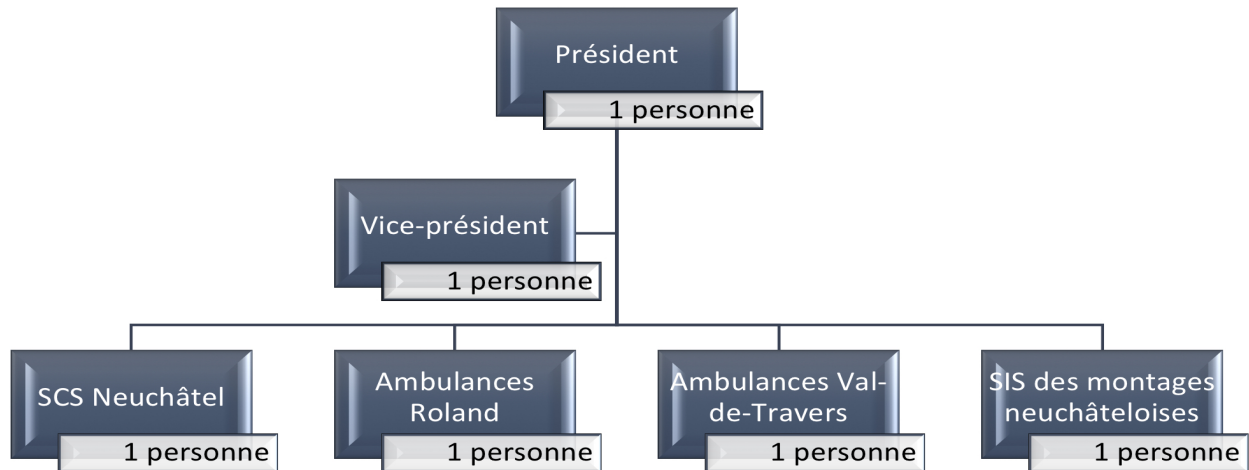 Président
1 personne
Vice-président
1 personne
SCS Neuchâtel
1 personne
Ambulances
Roland
1 personne
Ambulances Val-
de-Travers
1 personne
SIS des montages
neuchâteloises
1 personne